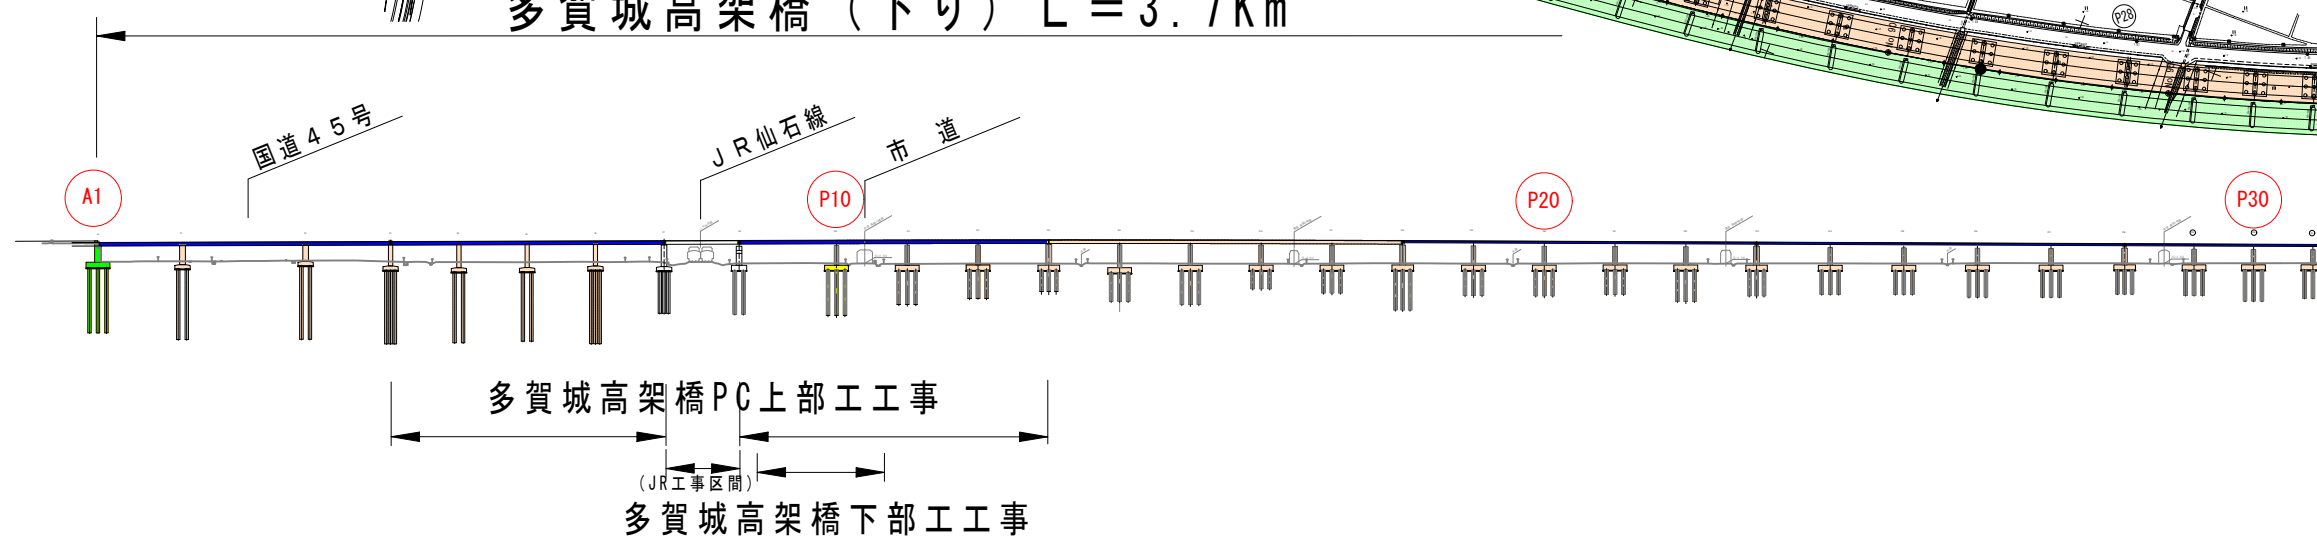 多賀城高架橋（下り）L＝3.7Km
P28
国道４５号
ＪＲ仙石線
市　道
A1
P10
P20
P30
多賀城高架橋PC上部工工事
(JR工事区間)
多賀城高架橋下部工工事